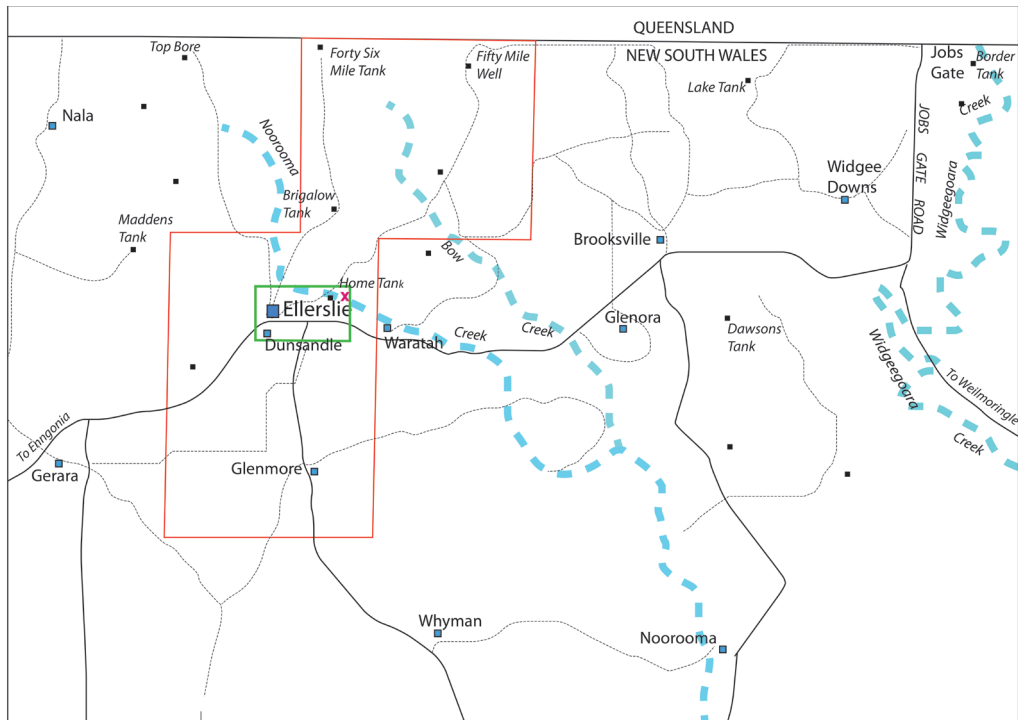 QUEENSLAND
NEW SOUTH WALES
Top Bore
Forty Six
Mile Tank
Fifty Mile
Well
Lake Tank
Jobs
Gate
Border
Tank
Creek
Nala
Noorooma
JOBS GATE ROAD
Widgeegoara
Widgee
Downs
Brigalow
Tank
Maddens
Tank
Brooksville
Bow
Home Tank
x
Ellerslie
Dunsandle
Waratah
Creek
Creek
Glenora
Dawsons
Tank
Widgeegoara
To Weilmoringle
Creek
To Enngonia
Gerara
Glenmore
Whyman
Noorooma